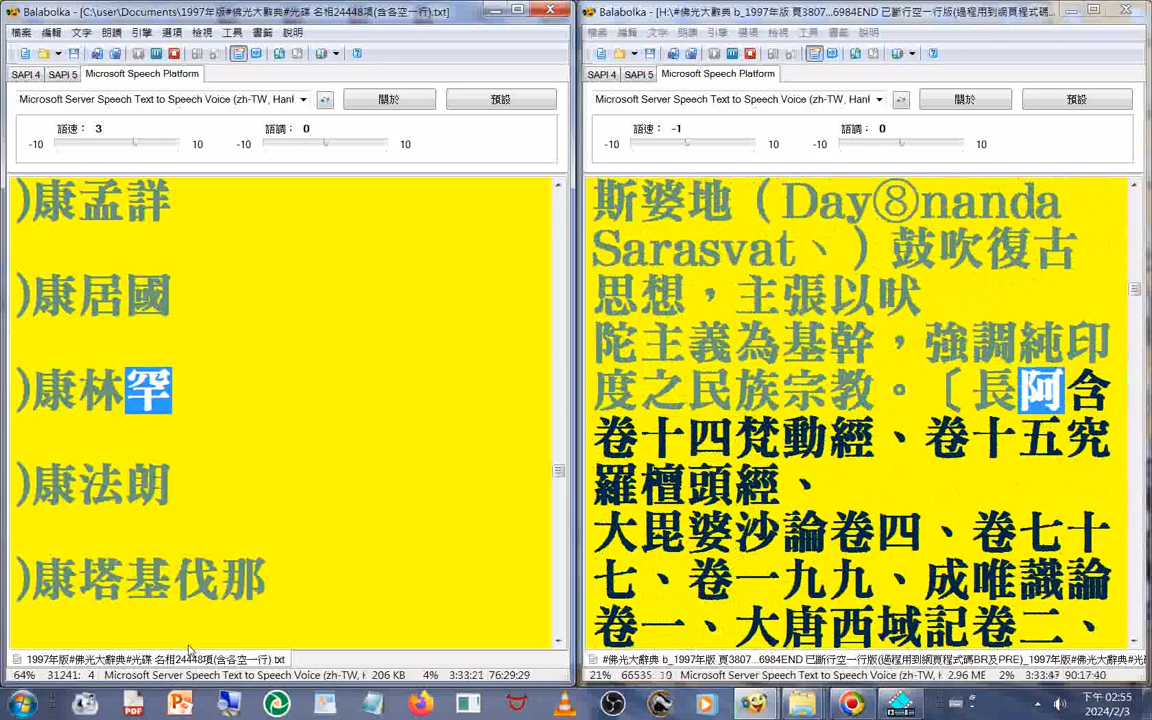 Balabolka - [C:\user\Documents\1997年版#佛光大辭典#光碟 名相24448項(含各空一行).txt]
檔案 編輯 文字 朗讀 引擎 選項 檢視 工具 書籤 說明
SAPI 4 SAPI 5 Microsoft Speech Platform
Microsoft Server Speech Text to Speech Voice (zh-TW, Hanl
關於 預設
語速： 3 語調： 0
-10 10 -10 10
)康孟詳
)康居國
)康林罕
)康法朗
)康塔基伐那
1997年版#佛光大辭典#光碟 名相24448項(含各空一行).txt
64% 31241: 4 Microsoft Server Speech Text to Speech Voice (zh-TW, H 206 KB 4% 3:33:21 76:29:29
Balabolka - [H:\#佛光大辭典 b_1997年版 頁3807...6984END 已斷行空一行版(過程用到網頁程式碼
檔案 編輯 文字 朗讀 引擎 選項 檢視 工具 書籤 說明
SAPI 4 SAPI 5 Microsoft Speech Platform
Microsoft Server Speech Text to Speech Voice (zh-TW, Hanl
關於 預設
語速： -1 語調： 0
-10 10 -10 10
斯婆地（Day⑧nanda
Sarasvat、）鼓吹復古
思想，主張以吠
陀主義為基幹，強調純印
度之民族宗教。〔長阿含
卷十四梵動經、卷十五究
羅檀頭經、
大毘婆沙論卷四、卷七十
七、卷一九九、成唯識論
卷一、大唐西域記卷二、
#佛光大辭典 b_1997年版 頁3807...6984END 已斷行空一行版(過程用到網頁程式碼BR及PRE)_1997年版#佛光
21% 65535 19 Microsoft Server Speech Text to Speech Voice (zh-TW, H 2.96 ME 2% 3:33:47 90:17:40
下午 02:55
2024/2/3